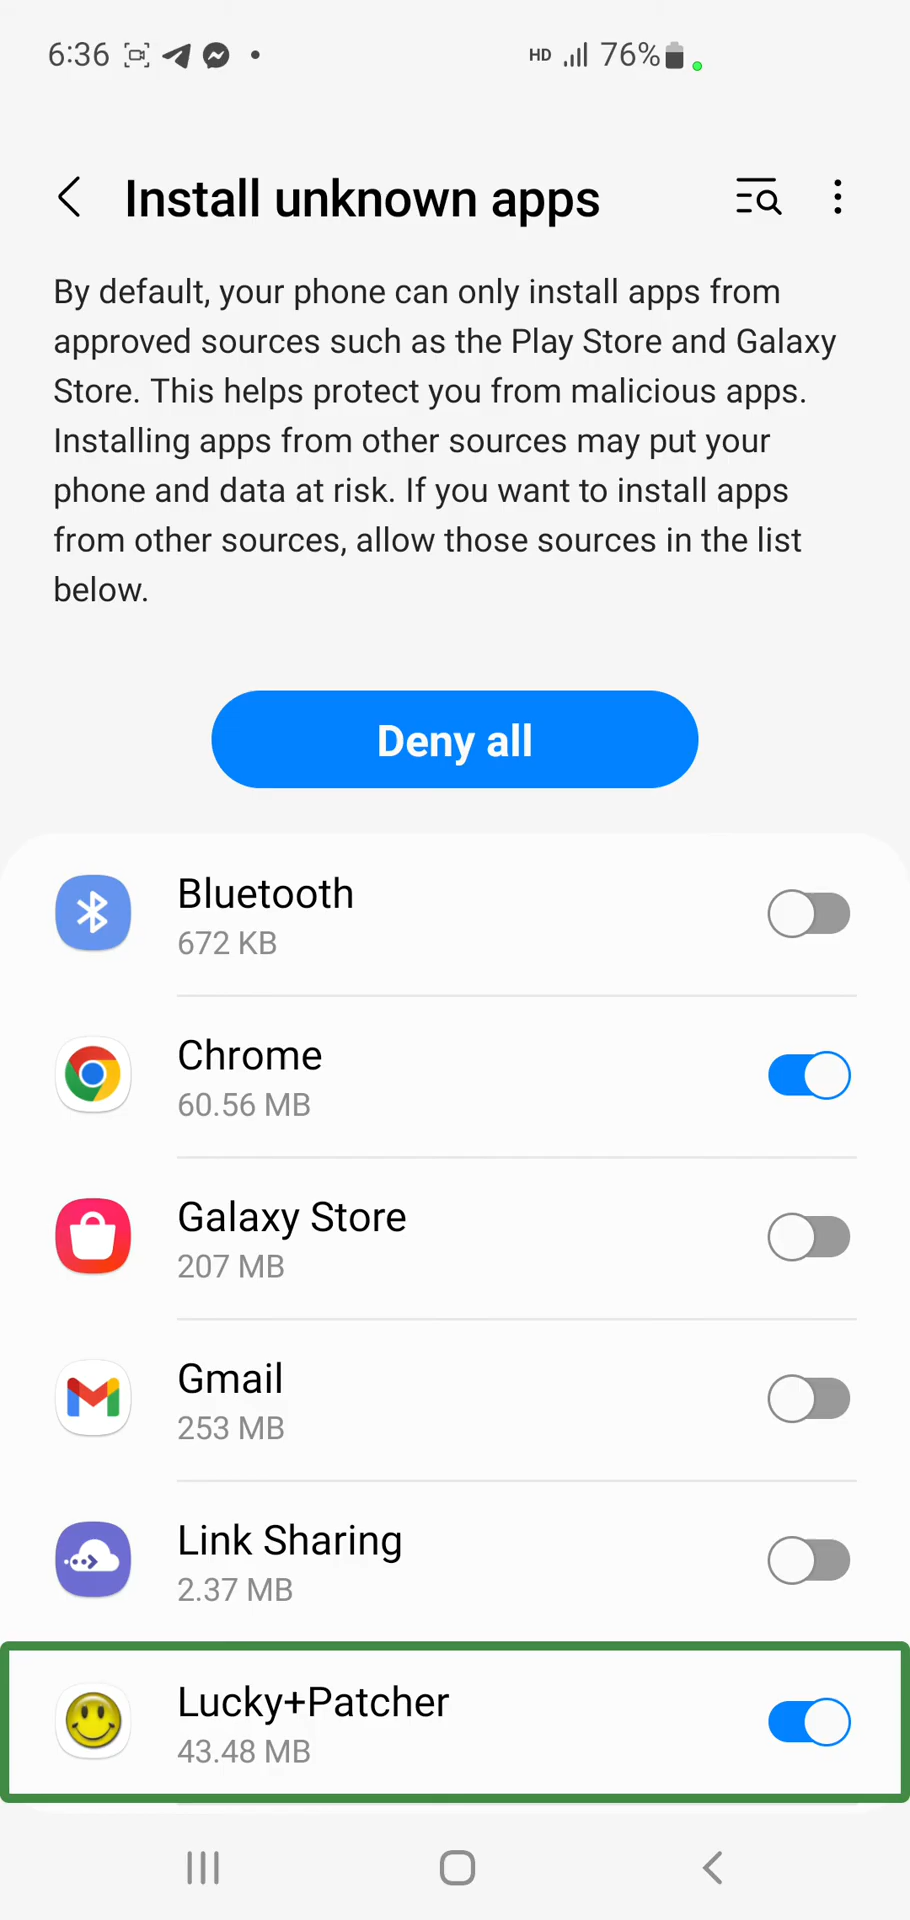 6:36 HD 76%
Install unknown apps
By default, your phone can only install apps from
approved sources such as the Play Store and Galaxy
Store. This helps protect you from malicious apps.
Installing apps from other sources may put your
phone and data at risk. If you want to install apps
from other sources, allow those sources in the list
below.
Deny all
Bluetooth
672 KB
Chrome
60.56 MB
Galaxy Store
207 MB
Gmail
253 MB
Link Sharing
2.37 MB
Lucky+Patcher
43.48 MB